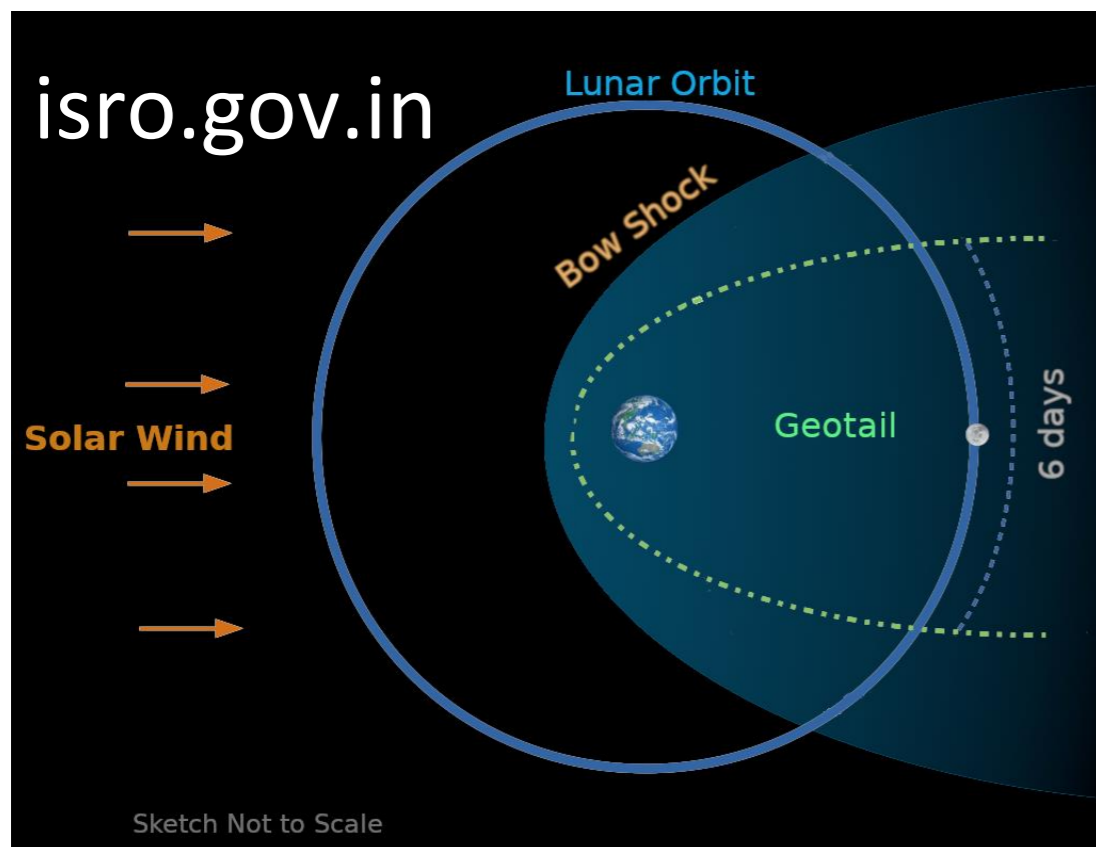 isro.gov.in
Lunar Orbit
Bow Shock
Solar Wind
Geotail
6 days
Sketch Not to Scale